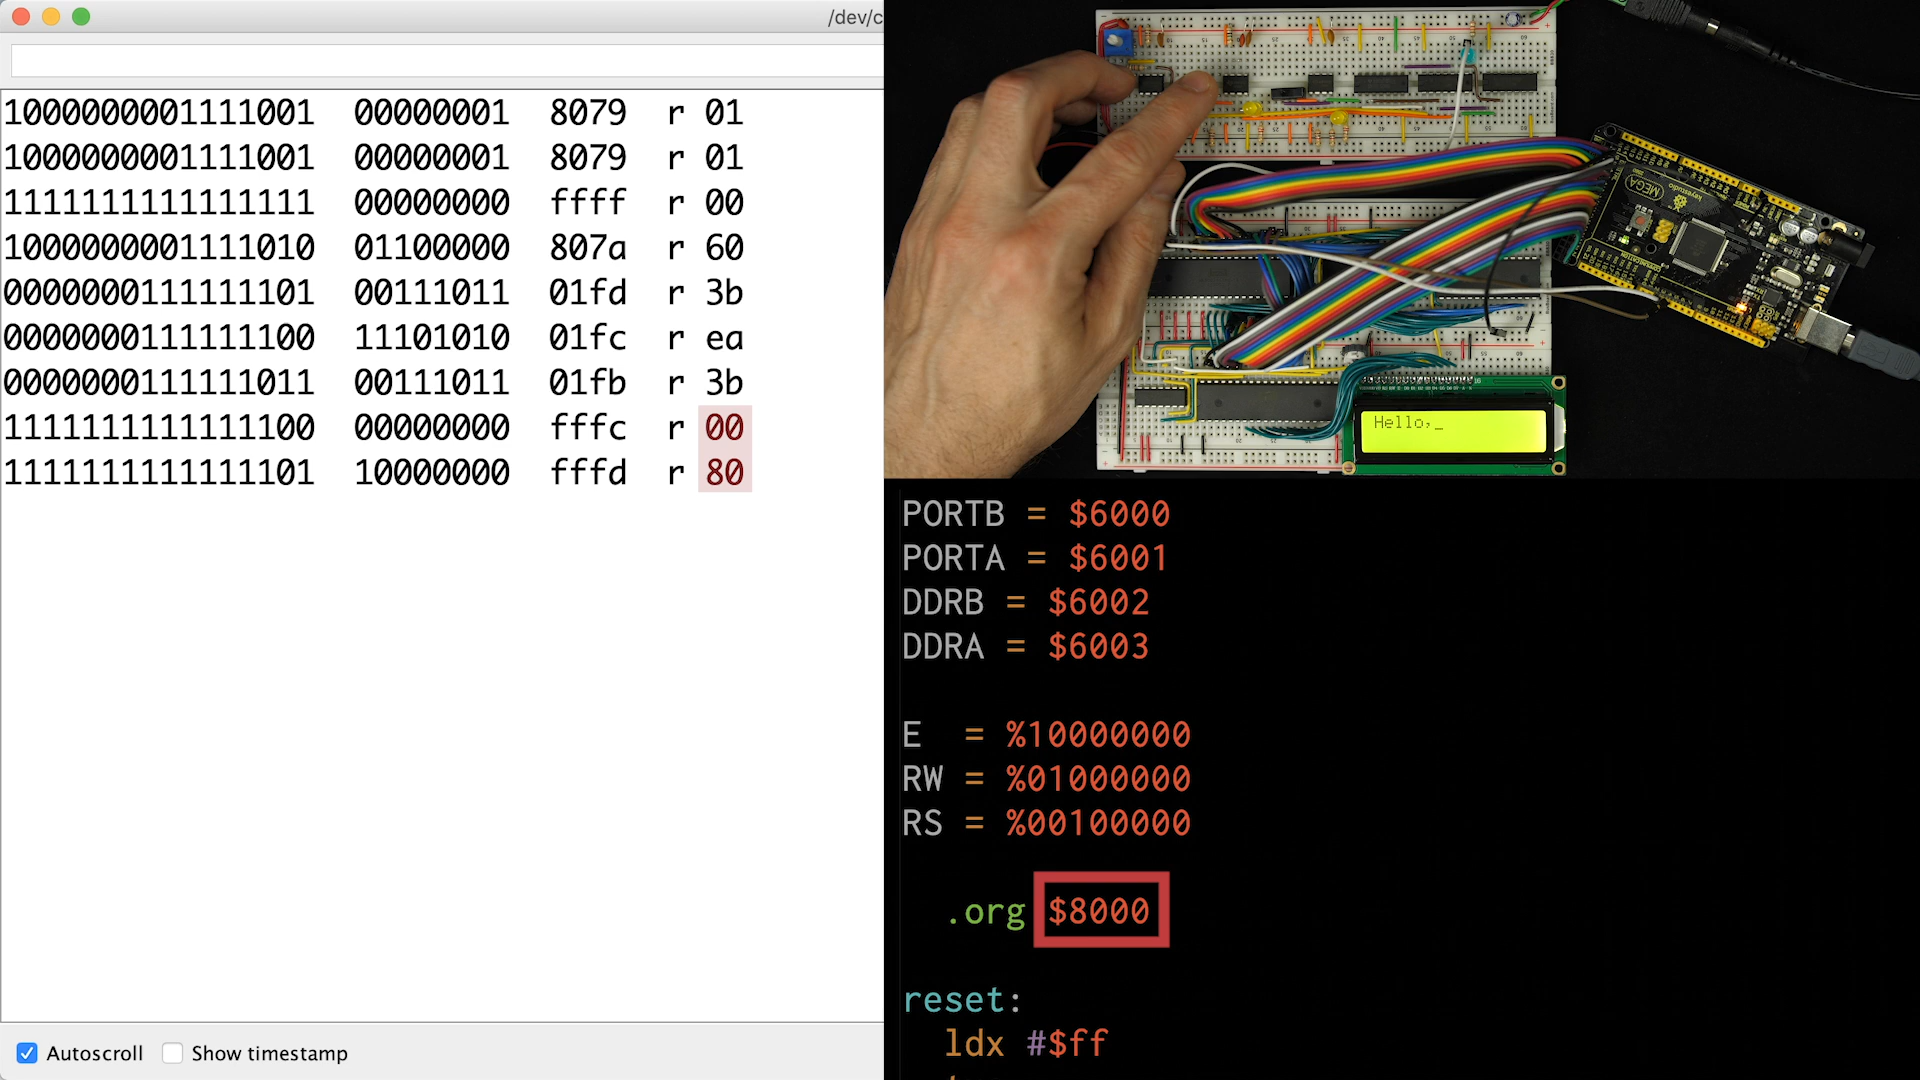 /dev/c
1000000001111001 00000001 8079 r 01
1000000001111001 00000001 8079 r 01
1111111111111111 00000000 ffff r 00
1000000001111010 01100000 807a r 60
0000000111111101 00111011 01fd r 3b
0000000111111100 11101010 01fc r ea
0000000111111011 00111011 01fb r 3b
1111111111111100 00000000 fffc r 00
1111111111111101 10000000 fffd r 80
Autoscroll Show timestamp
MEGA
keyestudio
Hello,_
PORTB = $6000
PORTA = $6001
DDRB = $6002
DDRA = $6003
E = %10000000
RW = %01000000
RS = %00100000
.org $8000
reset:
ldx #$ff